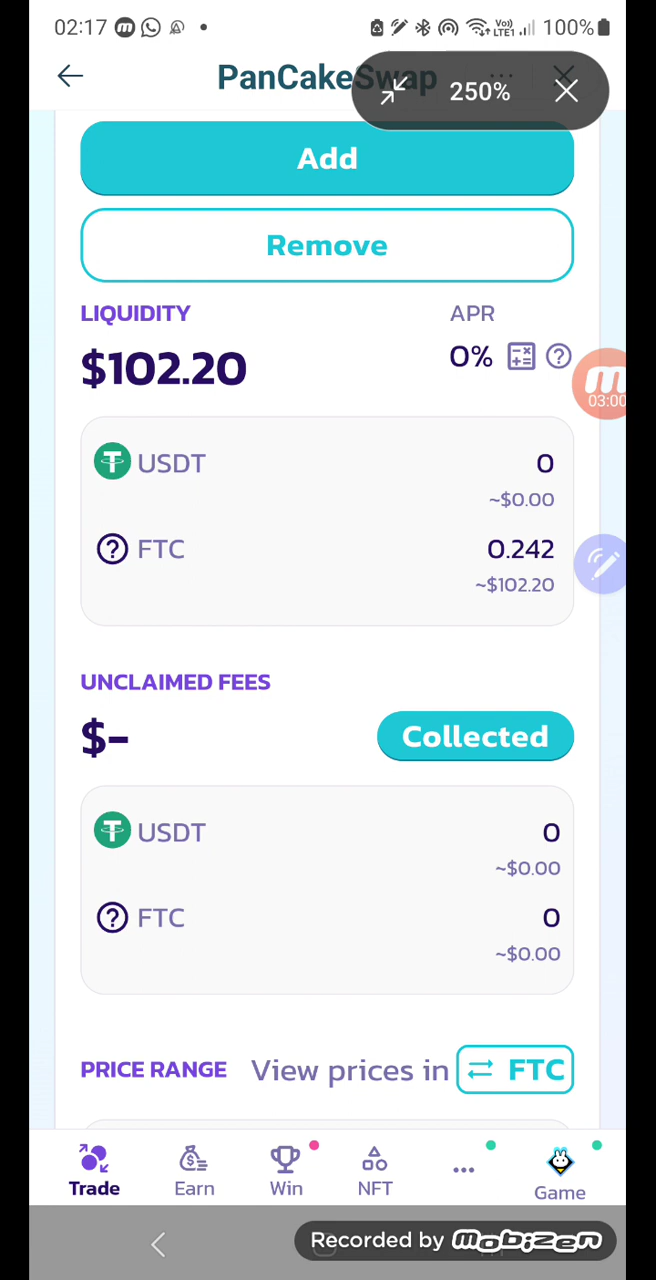 02:17
Vo)) LTE1 100%
PanCakeSwap
250%
Add
Remove
LIQUIDITY APR
$102.20 0%
03:00
USDT 0
~$0.00
FTC 0.242
~$102.20
UNCLAIMED FEES
$- Collected
USDT 0
~$0.00
FTC 0
~$0.00
PRICE RANGE View prices in FTC
Trade Earn Win NFT ... Game
Recorded by mobizen